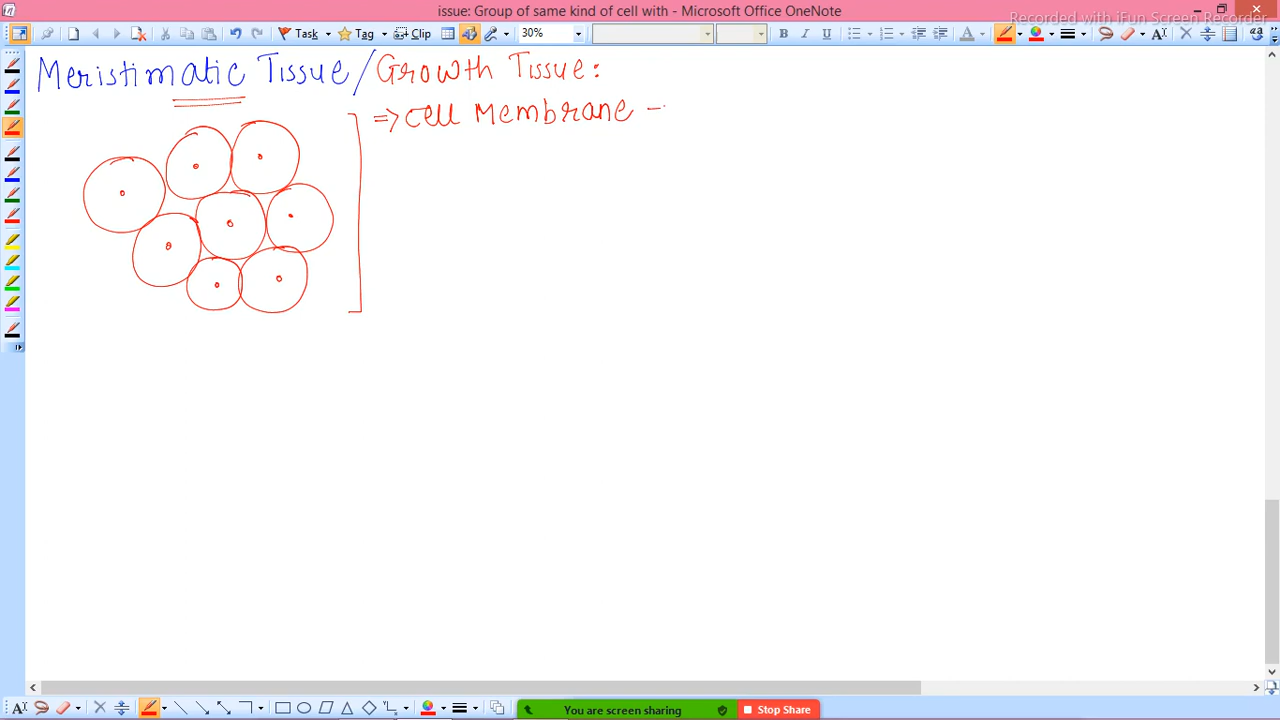 issue: Group of same kind of cell with - Microsoft Office OneNote
Recorded with iFun Screen Recorder
Task Tag Clip 30% B I U A
Meristimatic Tissue/Growth Tissue:
⇒ cell Membrane -
You are screen sharing Stop Share